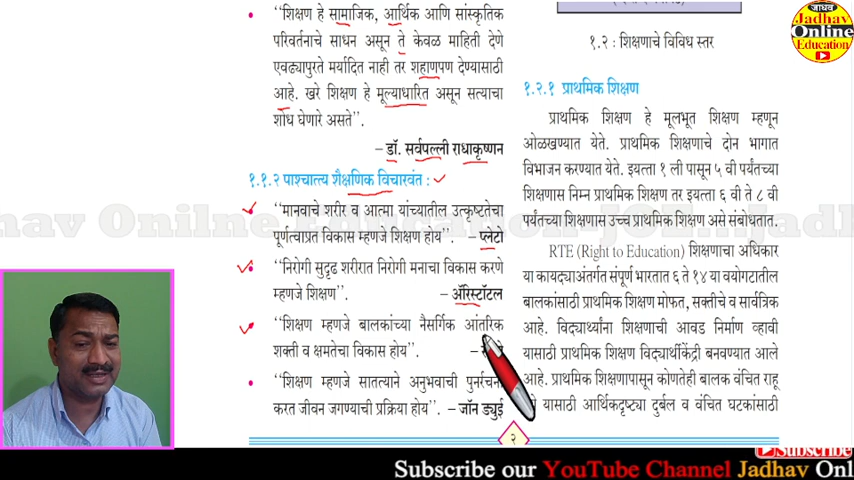 "शिक्षण हे सामाजिक, आर्थिक आणि सांस्कृतिक
परिवर्तनाचे साधन असून ते केवळ माहिती देणे
एवढ्यापुरते मर्यादित नाही तर शहाणपण देण्यासाठी
आहे. खरे शिक्षण हे मूल्याधारित असून सत्याचा
शोध घेणारे असते".
– डॉ. सर्वपल्ली राधाकृष्णन
१.१.२ पाश्चात्य शैक्षणिक विचारवंत :
"मानवाचे शरीर व आत्मा यांच्यातील उत्कृष्टतेचा
पूर्णत्वाप्रत विकास म्हणजे शिक्षण होय". – प्लेटो
"निरोगी सुदृढ शरीरात निरोगी मनाचा विकास करणे
म्हणजे शिक्षण". – ॲरिस्टॉटल
"शिक्षण म्हणजे बालकांच्या नैसर्गिक आंतरिक
शक्ती व क्षमतेचा विकास होय".
"शिक्षण म्हणजे सातत्याने अनुभवाची पुनर्रचना
करत जीवन जगण्याची प्रक्रिया होय". – जॉन ड्युई
१.२ : शिक्षणाचे विविध स्तर
१.२.१ प्राथमिक शिक्षण
प्राथमिक शिक्षण हे मूलभूत शिक्षण म्हणून
ओळखण्यात येते. प्राथमिक शिक्षणाचे दोन भागात
विभाजन करण्यात येते. इयत्ता १ ली पासून ५ वी पर्यंतच्या
शिक्षणास निम्न प्राथमिक शिक्षण तर इयत्ता ६ वी ते ८ वी
पर्यंतच्या शिक्षणास उच्च प्राथमिक शिक्षण असे संबोधतात.
RTE (Right to Education) शिक्षणाचा अधिकार
या कायद्याअंतर्गत संपूर्ण भारतात ६ ते १४ या वयोगटातील
बालकांसाठी प्राथमिक शिक्षण मोफत, सक्तीचे व सार्वत्रिक
आहे. विद्यार्थ्यांना शिक्षणाची आवड निर्माण व्हावी
यासाठी प्राथमिक शिक्षण विद्यार्थीकेंद्री बनवण्यात आले
आहे. प्राथमिक शिक्षणापासून कोणतेही बालक वंचित राहू
यासाठी आर्थिकदृष्ट्या दुर्बल व वंचित घटकांसाठी
२
जाधव
Jadhav
Online
Education
Subscribe
Subscribe our YouTube Channel Jadhav Onl